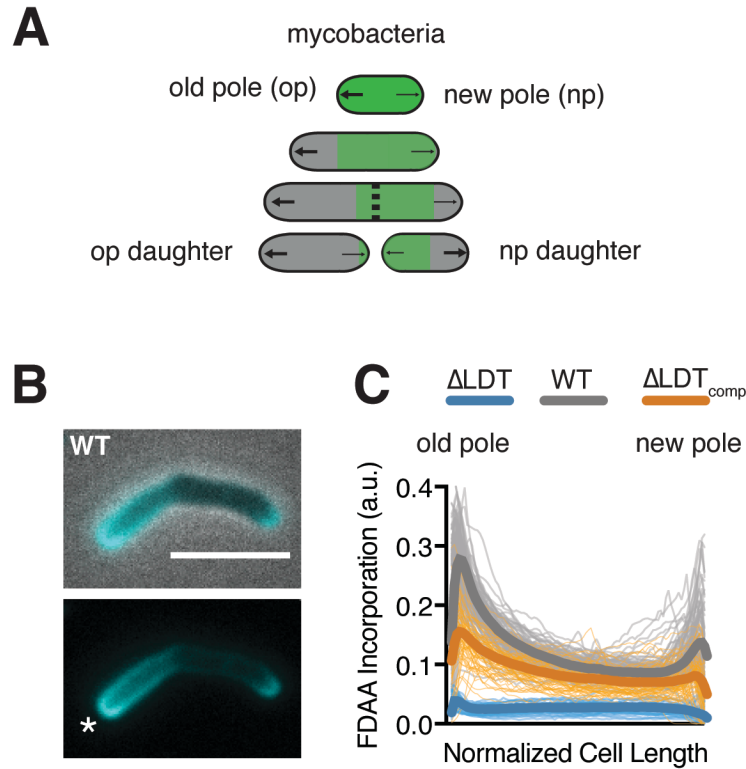 A
mycobacteria
old pole (op)
new pole (np)
op daughter
np daughter
B
WT
*
C
ΔLDT
WT
ΔLDTcomp
old pole
new pole
FDAA Incorporation (a.u.)
0.4
0.3
0.2
0.1
0.0
Normalized Cell Length